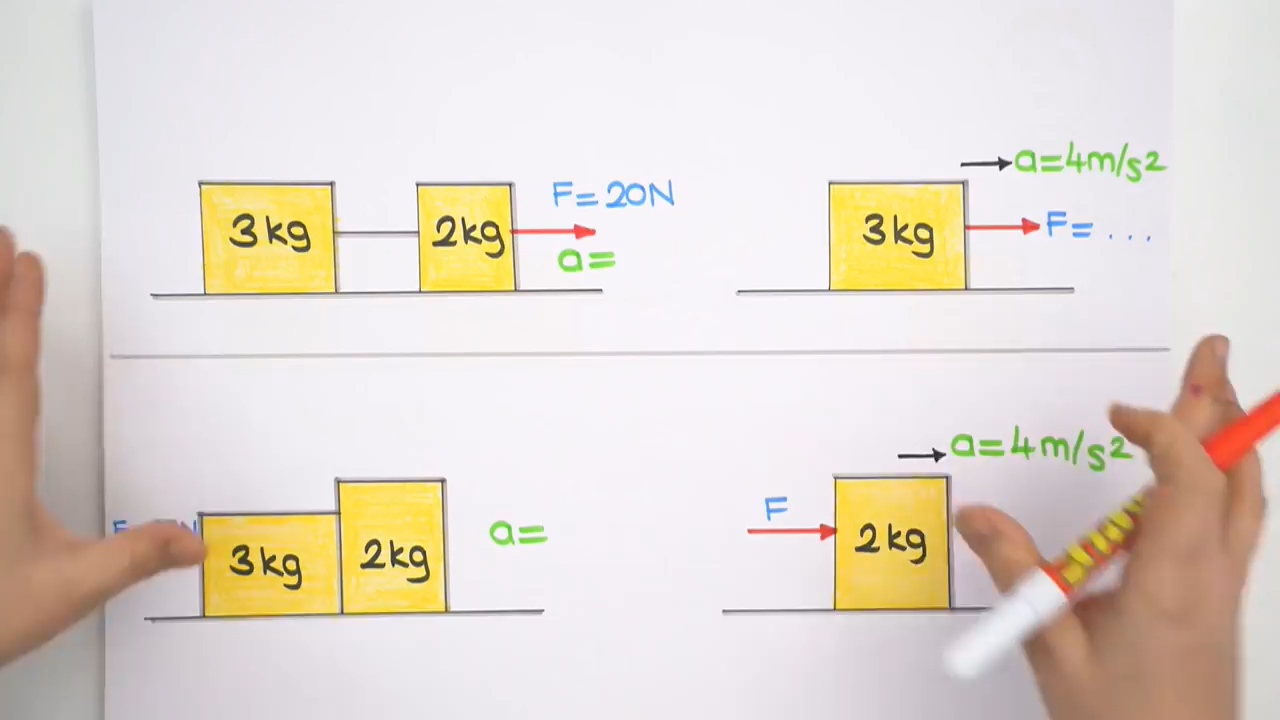 3kg
2kg
F=20N
a=
3kg
a=4m/s2
F=...
3kg
2kg
a=
F
2kg
a=4m/s2